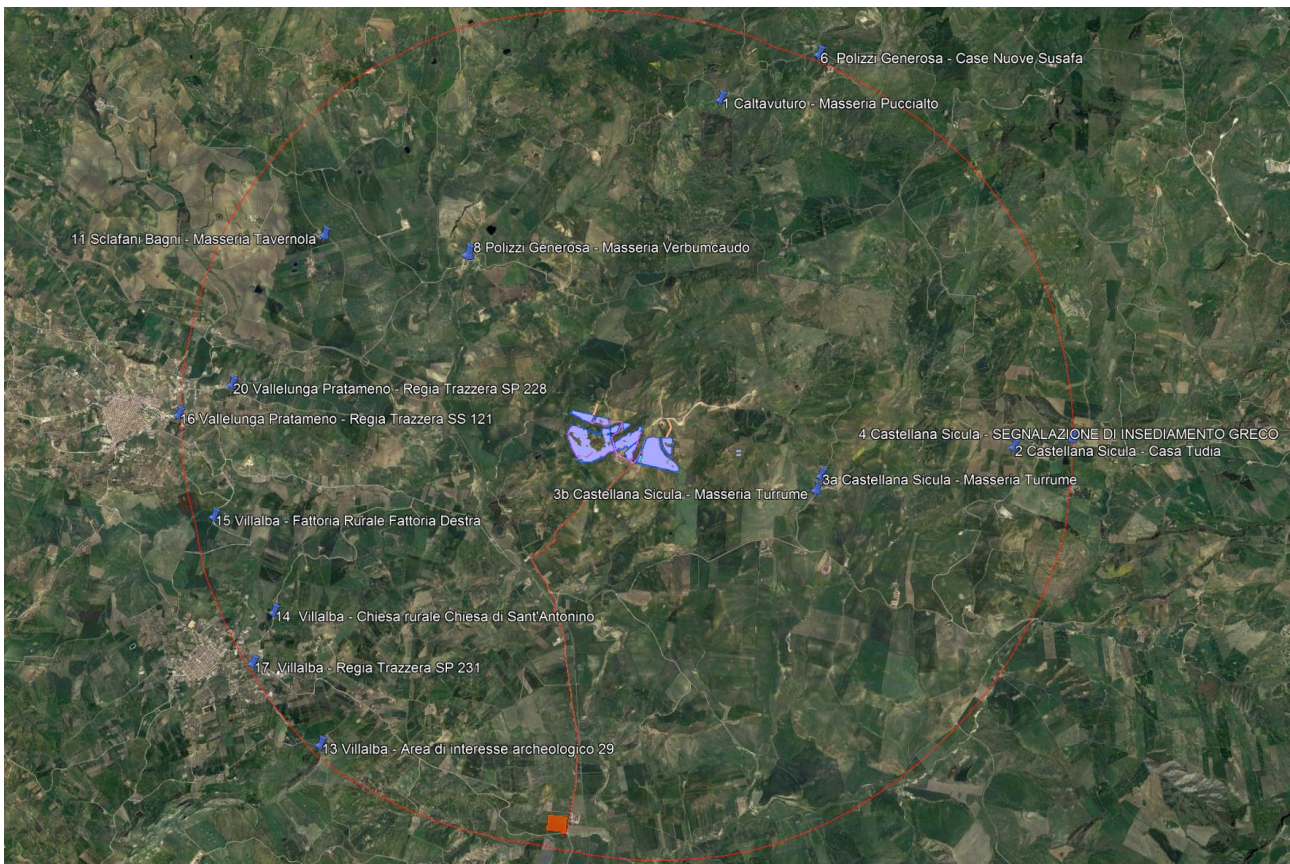 6  Polizzi Generosa - Case Nuove Susafa
1 Caltavuturo - Masseria Puccialto
11 Sclafani Bagni - Masseria Tavernola
8 Polizzi Generosa - Masseria Verbumcaudo
20 Vallelunga Pratameno - Regia Trazzera SP 228
16 Vallelunga Pratameno - Regia Trazzera SS 121
4 Castellana Sicula - SEGNALAZIONE DI INSEDIAMENTO GRECO
2 Castellana Sicula - Casa Tudia
3a Castellana Sicula - Masseria Turrume
3b Castellana Sicula - Masseria Turrume
15 Villalba - Fattoria Rurale Fattoria Destra
14  Villalba - Chiesa rurale Chiesa di Sant'Antonino
17  Villalba - Regia Trazzera SP 231
13 Villalba - Area di interesse archeologico 29